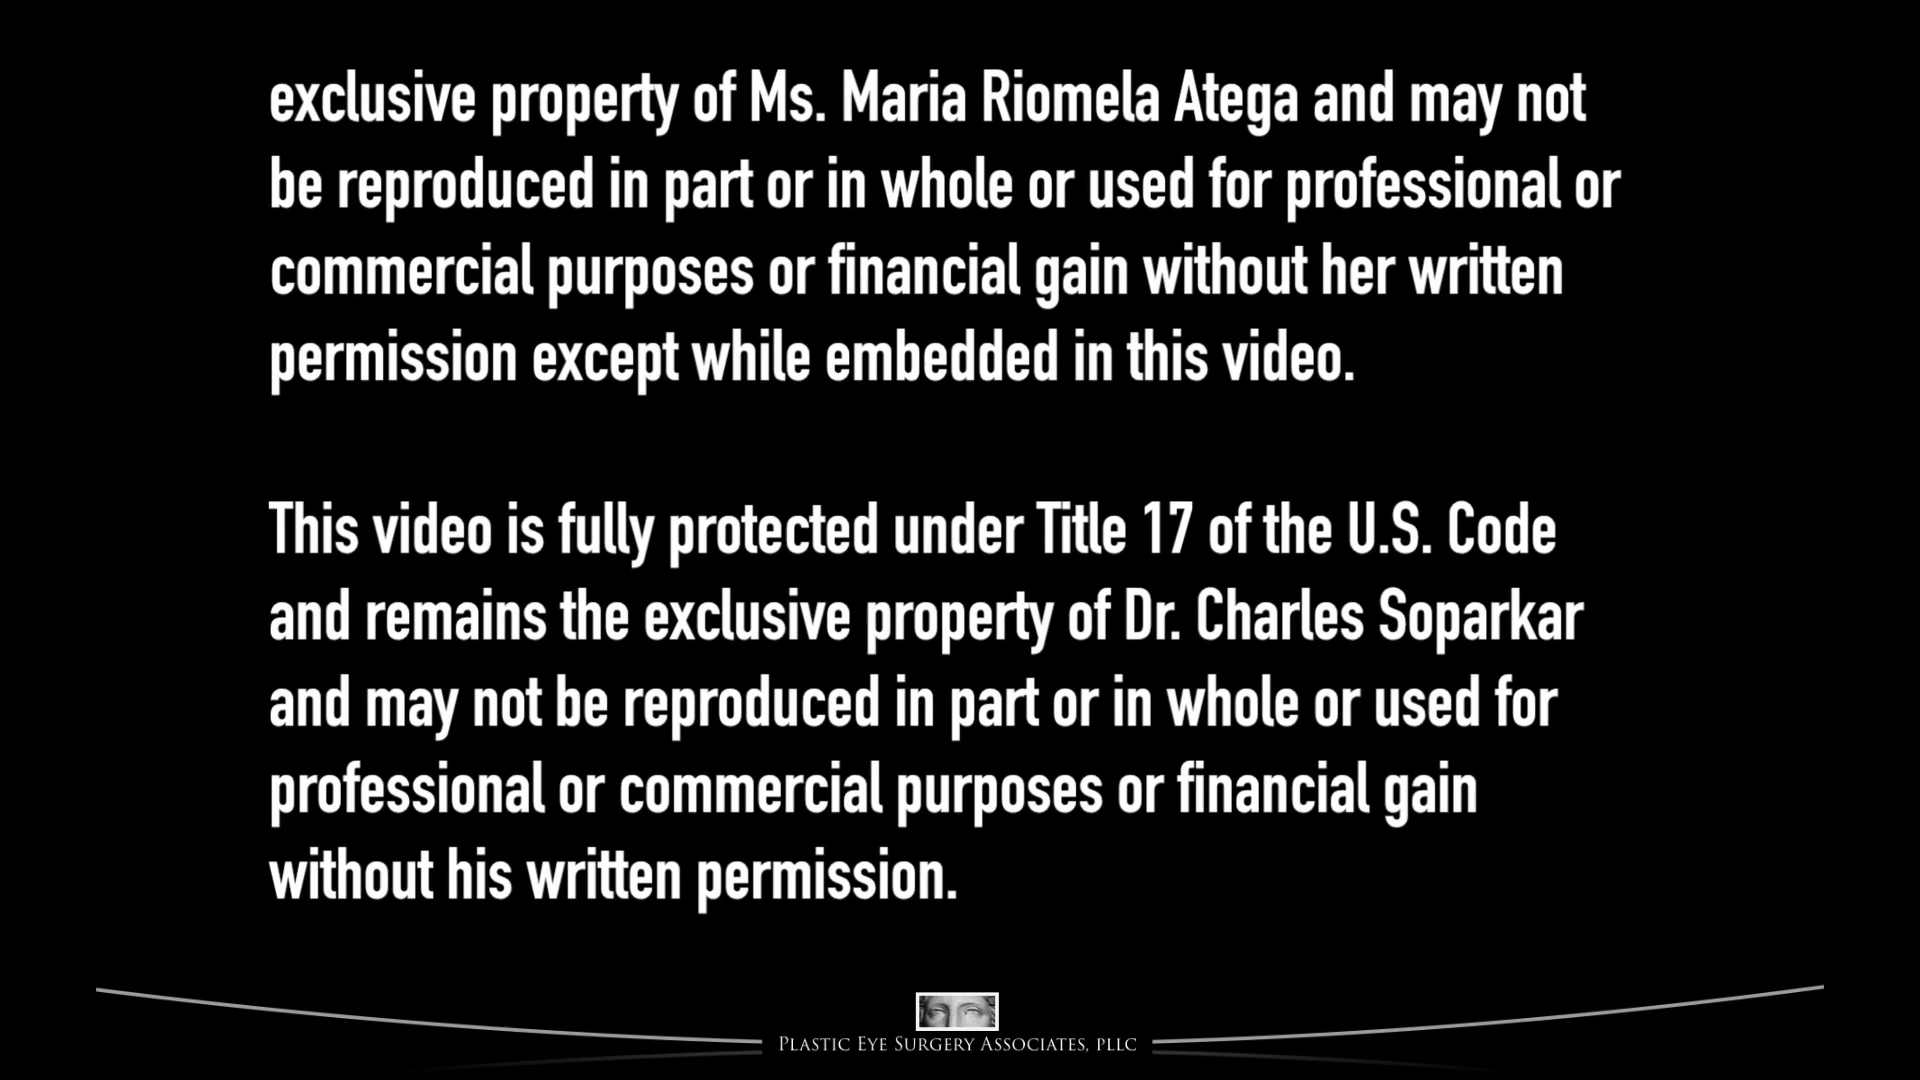 exclusive property of Ms. Maria Riomela Atega and may not
be reproduced in part or in whole or used for professional or
commercial purposes or financial gain without her written
permission except while embedded in this video.
This video is fully protected under Title 17 of the U.S. Code
and remains the exclusive property of Dr. Charles Soparkar
and may not be reproduced in part or in whole or used for
professional or commercial purposes or financial gain
without his written permission.
Plastic Eye Surgery Associates, PLLC